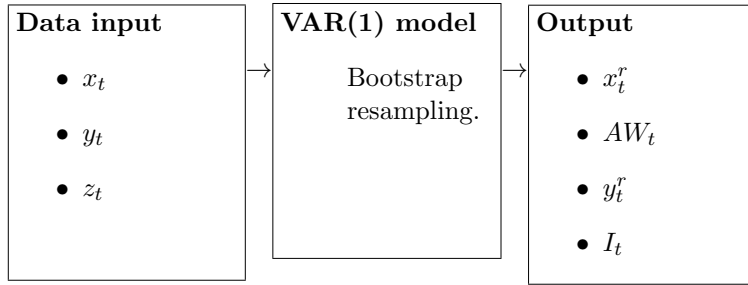 Data input
• x_t
• y_t
• z_t
→
VAR(1) model
Bootstrap
resampling.
→
Output
• x_t^r
• AW_t
• y_t^r
• I_t